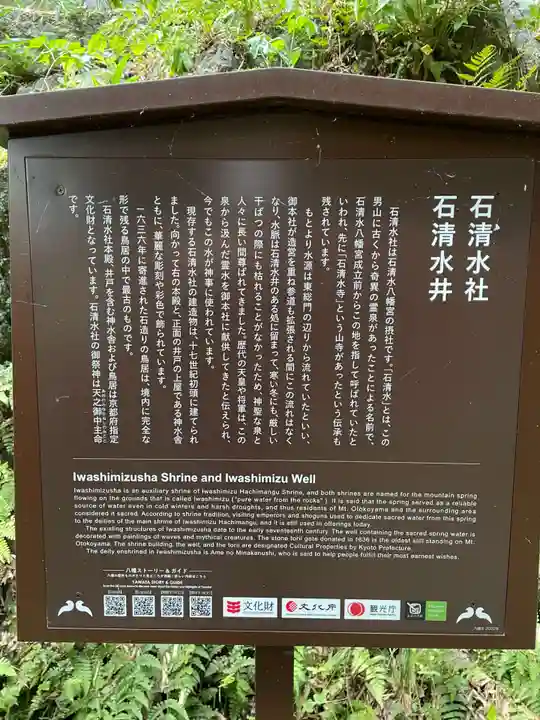 石清水社
石清水井
石清水社は石清水八幡宮の摂社です。「石清水」とは、この
男山に古くから奇異の霊泉があったことによる名前で、
石清水八幡宮成立前からこの地を指して呼ばれていたと
いわれ、先に「石清水寺」という山寺があったという伝承も
残されています。
もとより水源は東総門の辺りから流れていたといい、
御本社が造営を重ね参道も拡張される間にこの流れはなく
なり、水脈は石清水井のある処に留まって、寒い冬にも、厳しい
干ばつの際にもかれることがなかったため、神聖な泉と
人々に長い間尊ばれてきました。歴代の天皇や将軍は、この
泉から汲んだ霊水を御本社に献供してきたと伝えられ、
今でもこの水が神事に使われています。
現存する石清水社の建造物は、十七世紀初頭に建てられ
ました。向かって右の本殿と、正面の井戸の上屋である神水舎
ともに、華麗な彫刻や彩色で飾られています。
一六三六年に寄進された石造りの鳥居は、境内に完全な
形で残る鳥居の中で最古のものです。
石清水社本殿、井戸を含む神水舎および鳥居は京都府指定
文化財となっています。石清水社の御祭神は天之御中主命
です。
Iwashimizusha Shrine and Iwashimizu Well
Iwashimizusha is an auxiliary shrine of Iwashimizu Hachimangu Shrine, and both shrines are named for the mountain spring
flowing on the grounds that is called Iwashimizu ("pure water from the rocks"). It is said that the spring served as a reliable
source of water even in cold winters and harsh droughts, and thus residents of Mt. Otokoyama and the surrounding area
considered it sacred. According to shrine tradition, visiting emperors and shoguns used to dedicate sacred water from this spring
to the deities of the main shrine of Iwashimizu Hachimangu, and it is still used in offerings today.
The existing structures of Iwashimizusha date to the early seventeenth century. The well containing the sacred spring water is
decorated with paintings of waves and mythical creatures. The stone torii gate donated in 1636 is the oldest still standing on Mt.
Otokoyama. The shrine building, the well, and the torii are designated Cultural Properties by Kyoto Prefecture.
The deity enshrined in Iwashimizusha is Ame no Minakanushi, who is said to help people fulfill their most earnest wishes.
八幡ストーリー&ガイド
YAWATA STORY & GUIDE
文化財
文化庁
観光庁